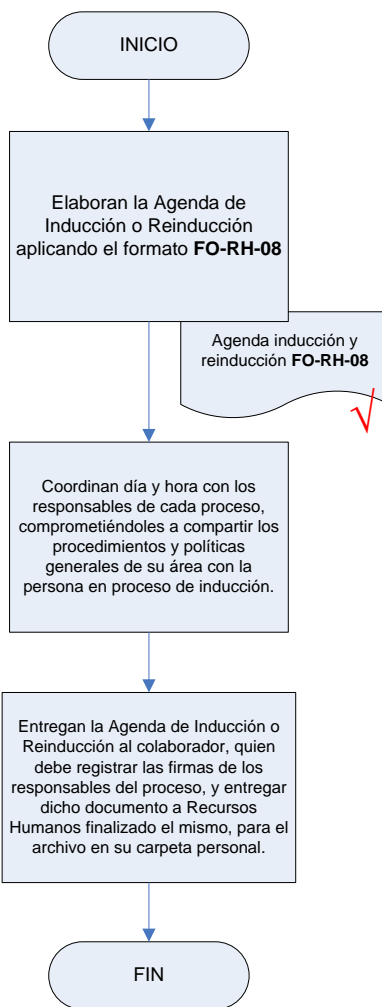 INICIO
Elaboran la Agenda de
Inducción o Reinducción
aplicando el formato FO-RH-08
Agenda inducción y
reinducción FO-RH-08
Coordinan día y hora con los
responsables de cada proceso,
comprometiéndoles a compartir los
procedimientos y políticas
generales de su área con la
persona en proceso de inducción.
Entregan la Agenda de Inducción o
Reinducción al colaborador, quien
debe registrar las firmas de los
responsables del proceso, y entregar
dicho documento a Recursos
Humanos finalizado el mismo, para el
archivo en su carpeta personal.
FIN